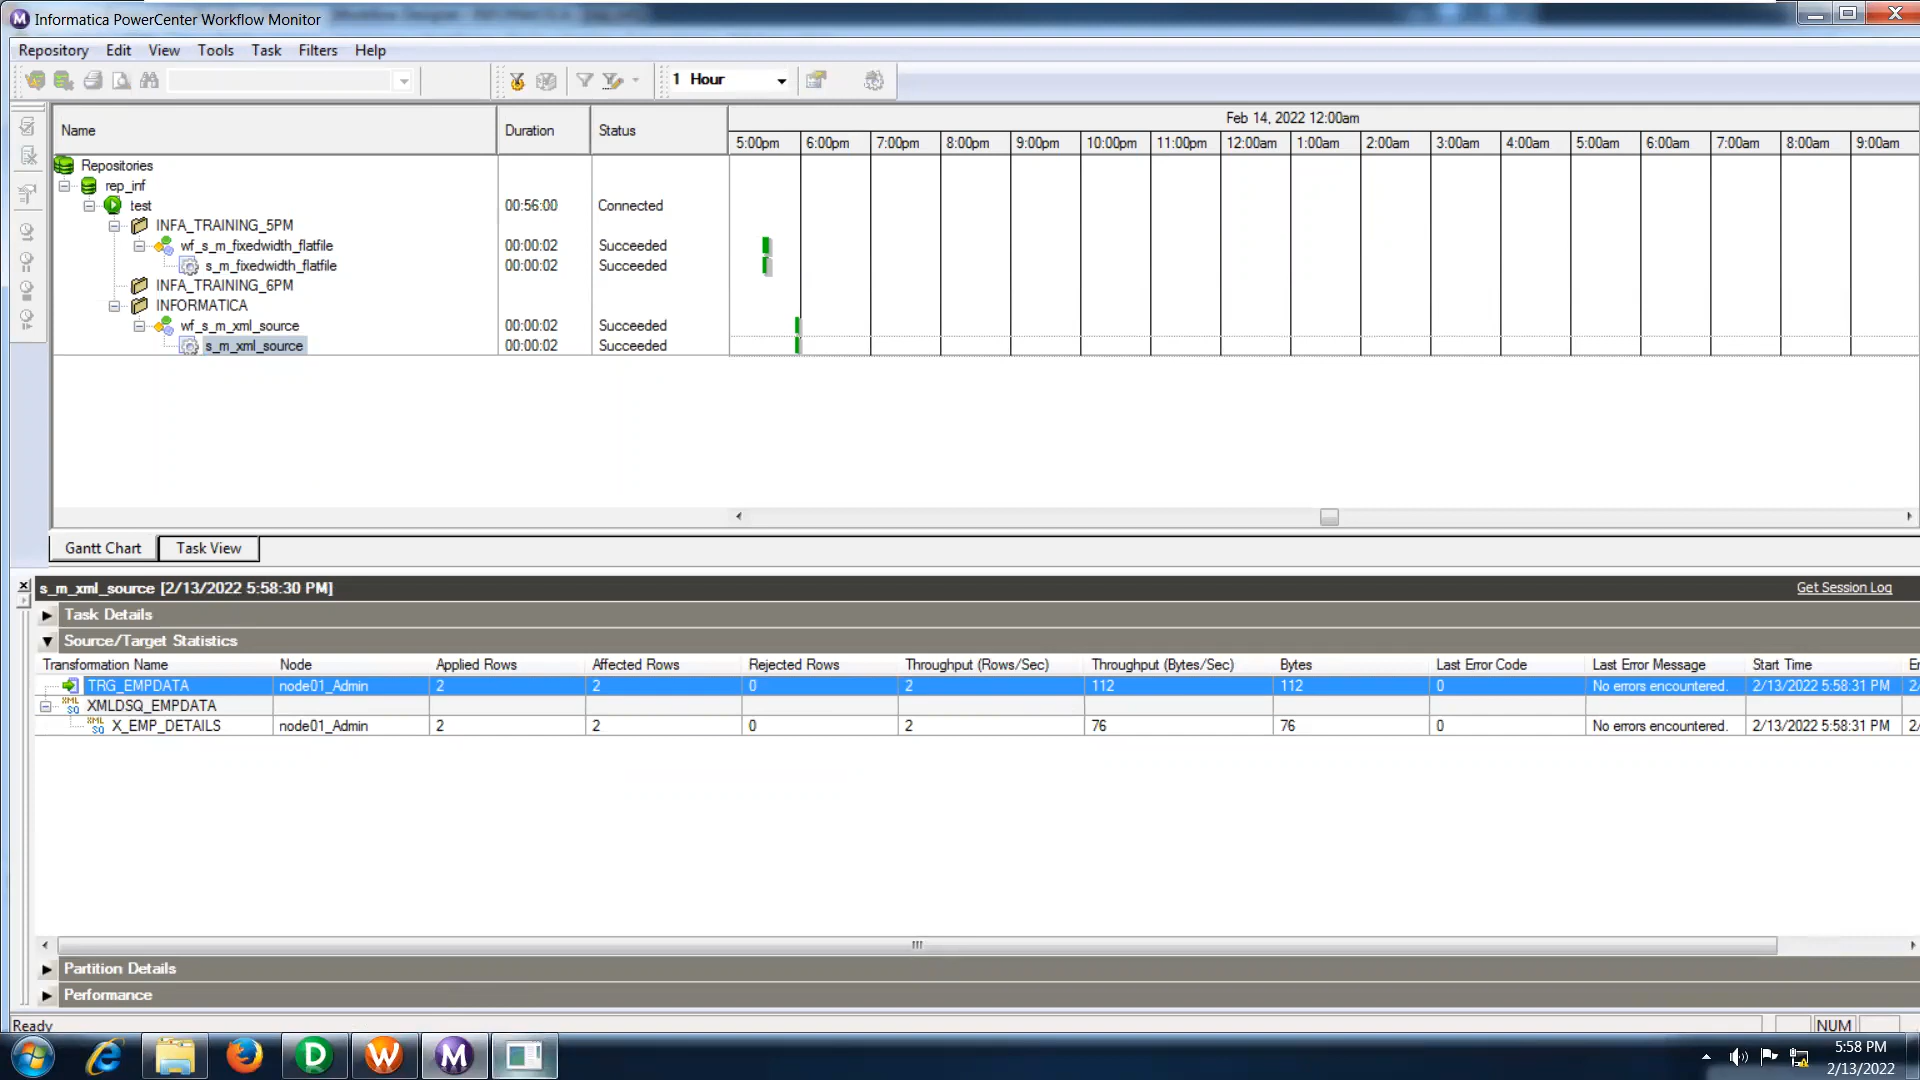 Informatica PowerCenter Workflow Monitor
Repository Edit View Tools Task Filters Help
1 Hour
Name Duration Status
Feb 14, 2022 12:00am
5:00pm 6:00pm 7:00pm 8:00pm 9:00pm 10:00pm 11:00pm 12:00am 1:00am 2:00am 3:00am 4:00am 5:00am 6:00am 7:00am 8:00am 9:00am
Repositories
rep_inf
test 00:56:00 Connected
INFA_TRAINING_5PM
wf_s_m_fixedwidth_flatfile 00:00:02 Succeeded
s_m_fixedwidth_flatfile 00:00:02 Succeeded
INFA_TRAINING_6PM
INFORMATICA
wf_s_m_xml_source 00:00:02 Succeeded
s_m_xml_source 00:00:02 Succeeded
Gantt Chart Task View
s_m_xml_source [2/13/2022 5:58:30 PM] Get Session Log
Task Details
Source/Target Statistics
Transformation Name Node Applied Rows Affected Rows Rejected Rows Throughput (Rows/Sec) Throughput (Bytes/Sec) Bytes Last Error Code Last Error Message Start Time
TRG_EMPDATA node01_Admin 2 2 0 2 112 112 0 No errors encountered. 2/13/2022 5:58:31 PM
XMLDSQ_EMPDATA
X_EMP_DETAILS node01_Admin 2 2 0 2 76 76 0 No errors encountered. 2/13/2022 5:58:31 PM
Partition Details
Performance
Ready NUM
5:58 PM
2/13/2022